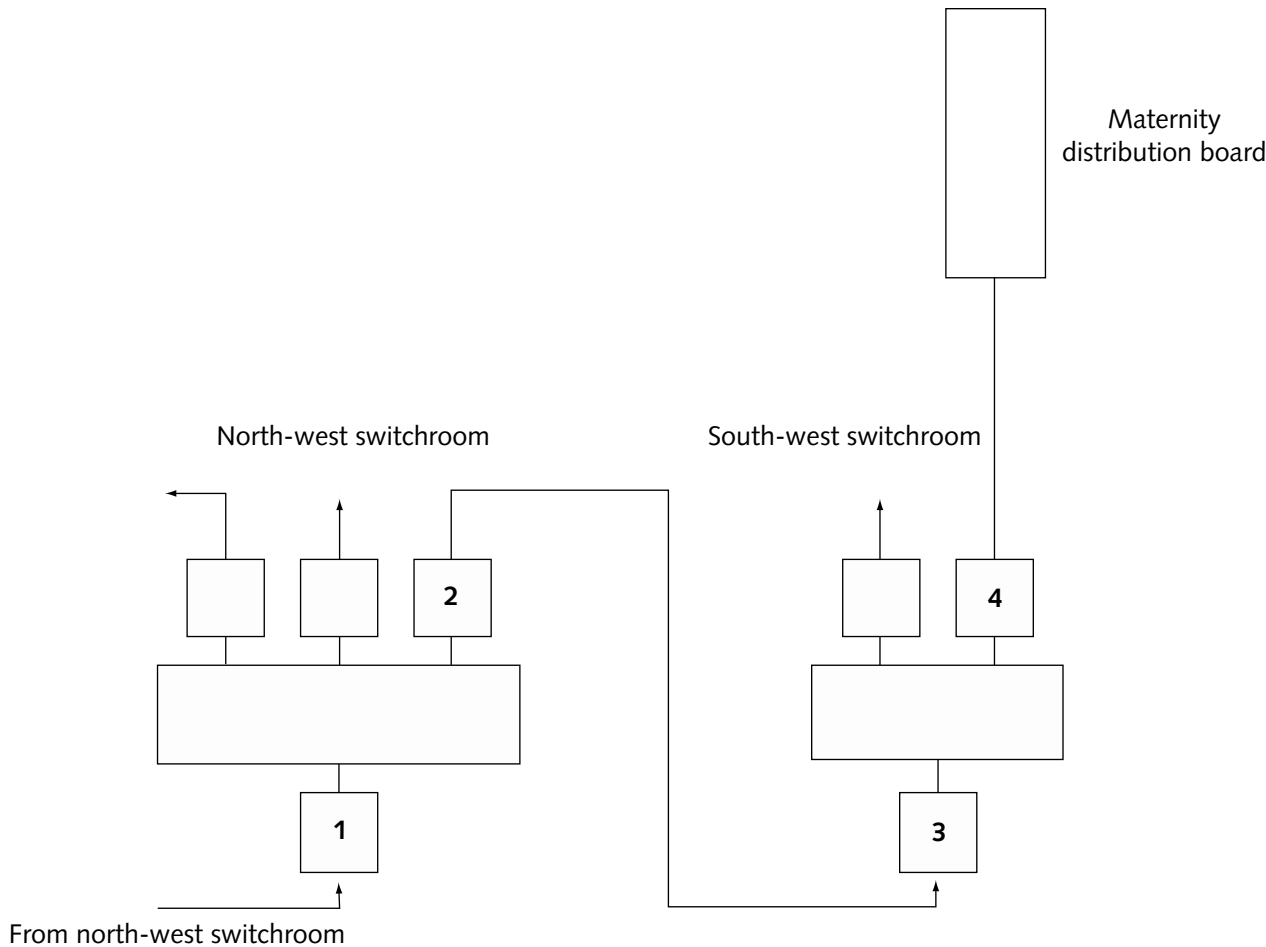 Maternity
distribution board
North-west switchroom
South-west switchroom
2
4
1
3
From north-west switchroom